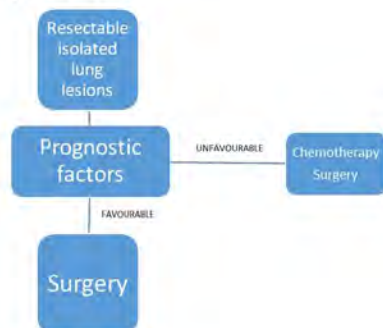 Resectable
isolated
lung
lesions
Prognostic
factors
UNFAVOURABLE
Chemotherapy
Surgery
FAVOURABLE
Surgery